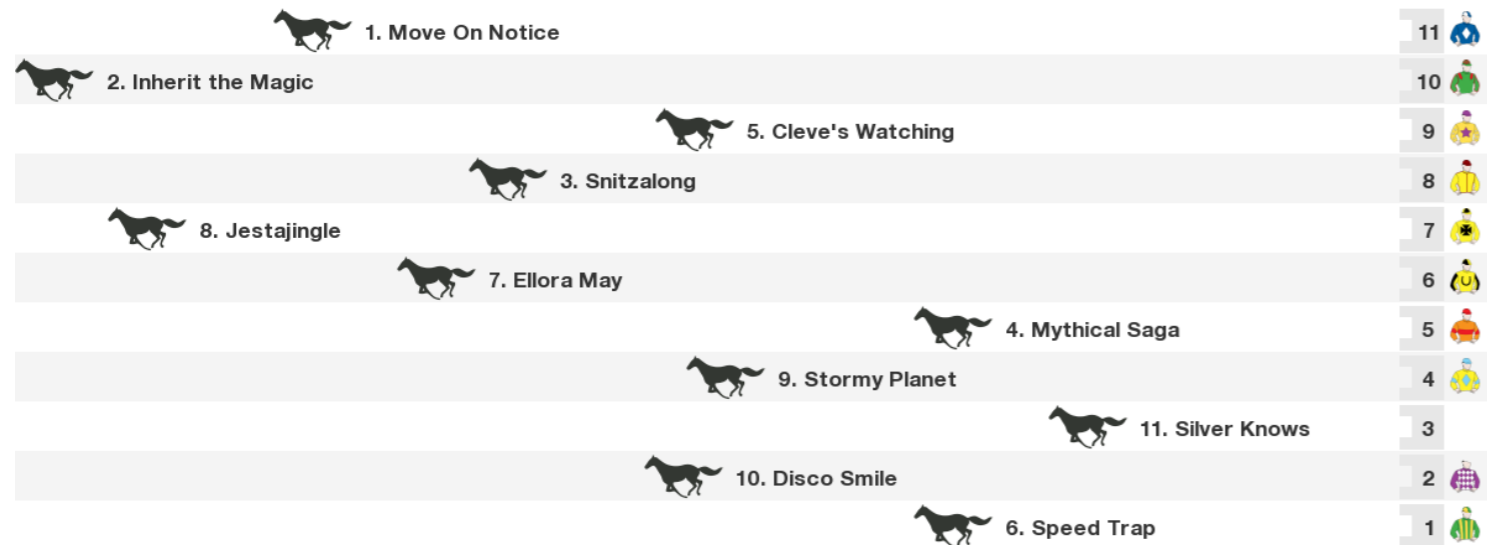 1. Move On Notice 11
2. Inherit the Magic 10
5. Cleve's Watching 9
3. Snitzalong 8
8. Jestajingle 7
7. Ellora May 6
4. Mythical Saga 5
9. Stormy Planet 4
11. Silver Knows 3
10. Disco Smile 2
6. Speed Trap 1